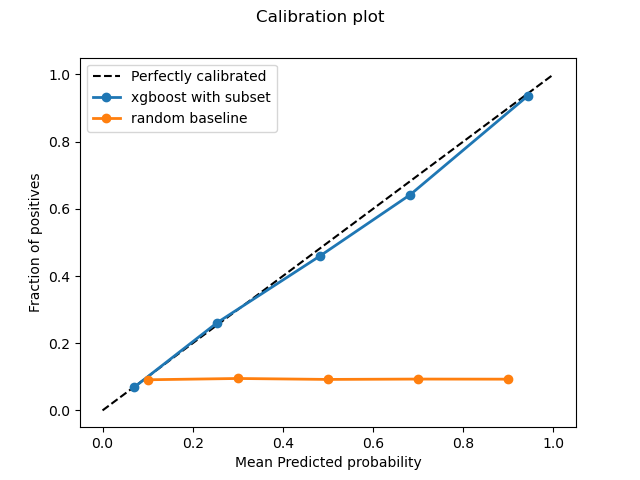 Calibration plot
Perfectly calibrated
xgboost with subset
random baseline
1.0
0.8
0.6
0.4
0.2
0.0
Fraction of positives
0.0 0.2 0.4 0.6 0.8 1.0
Mean Predicted probability